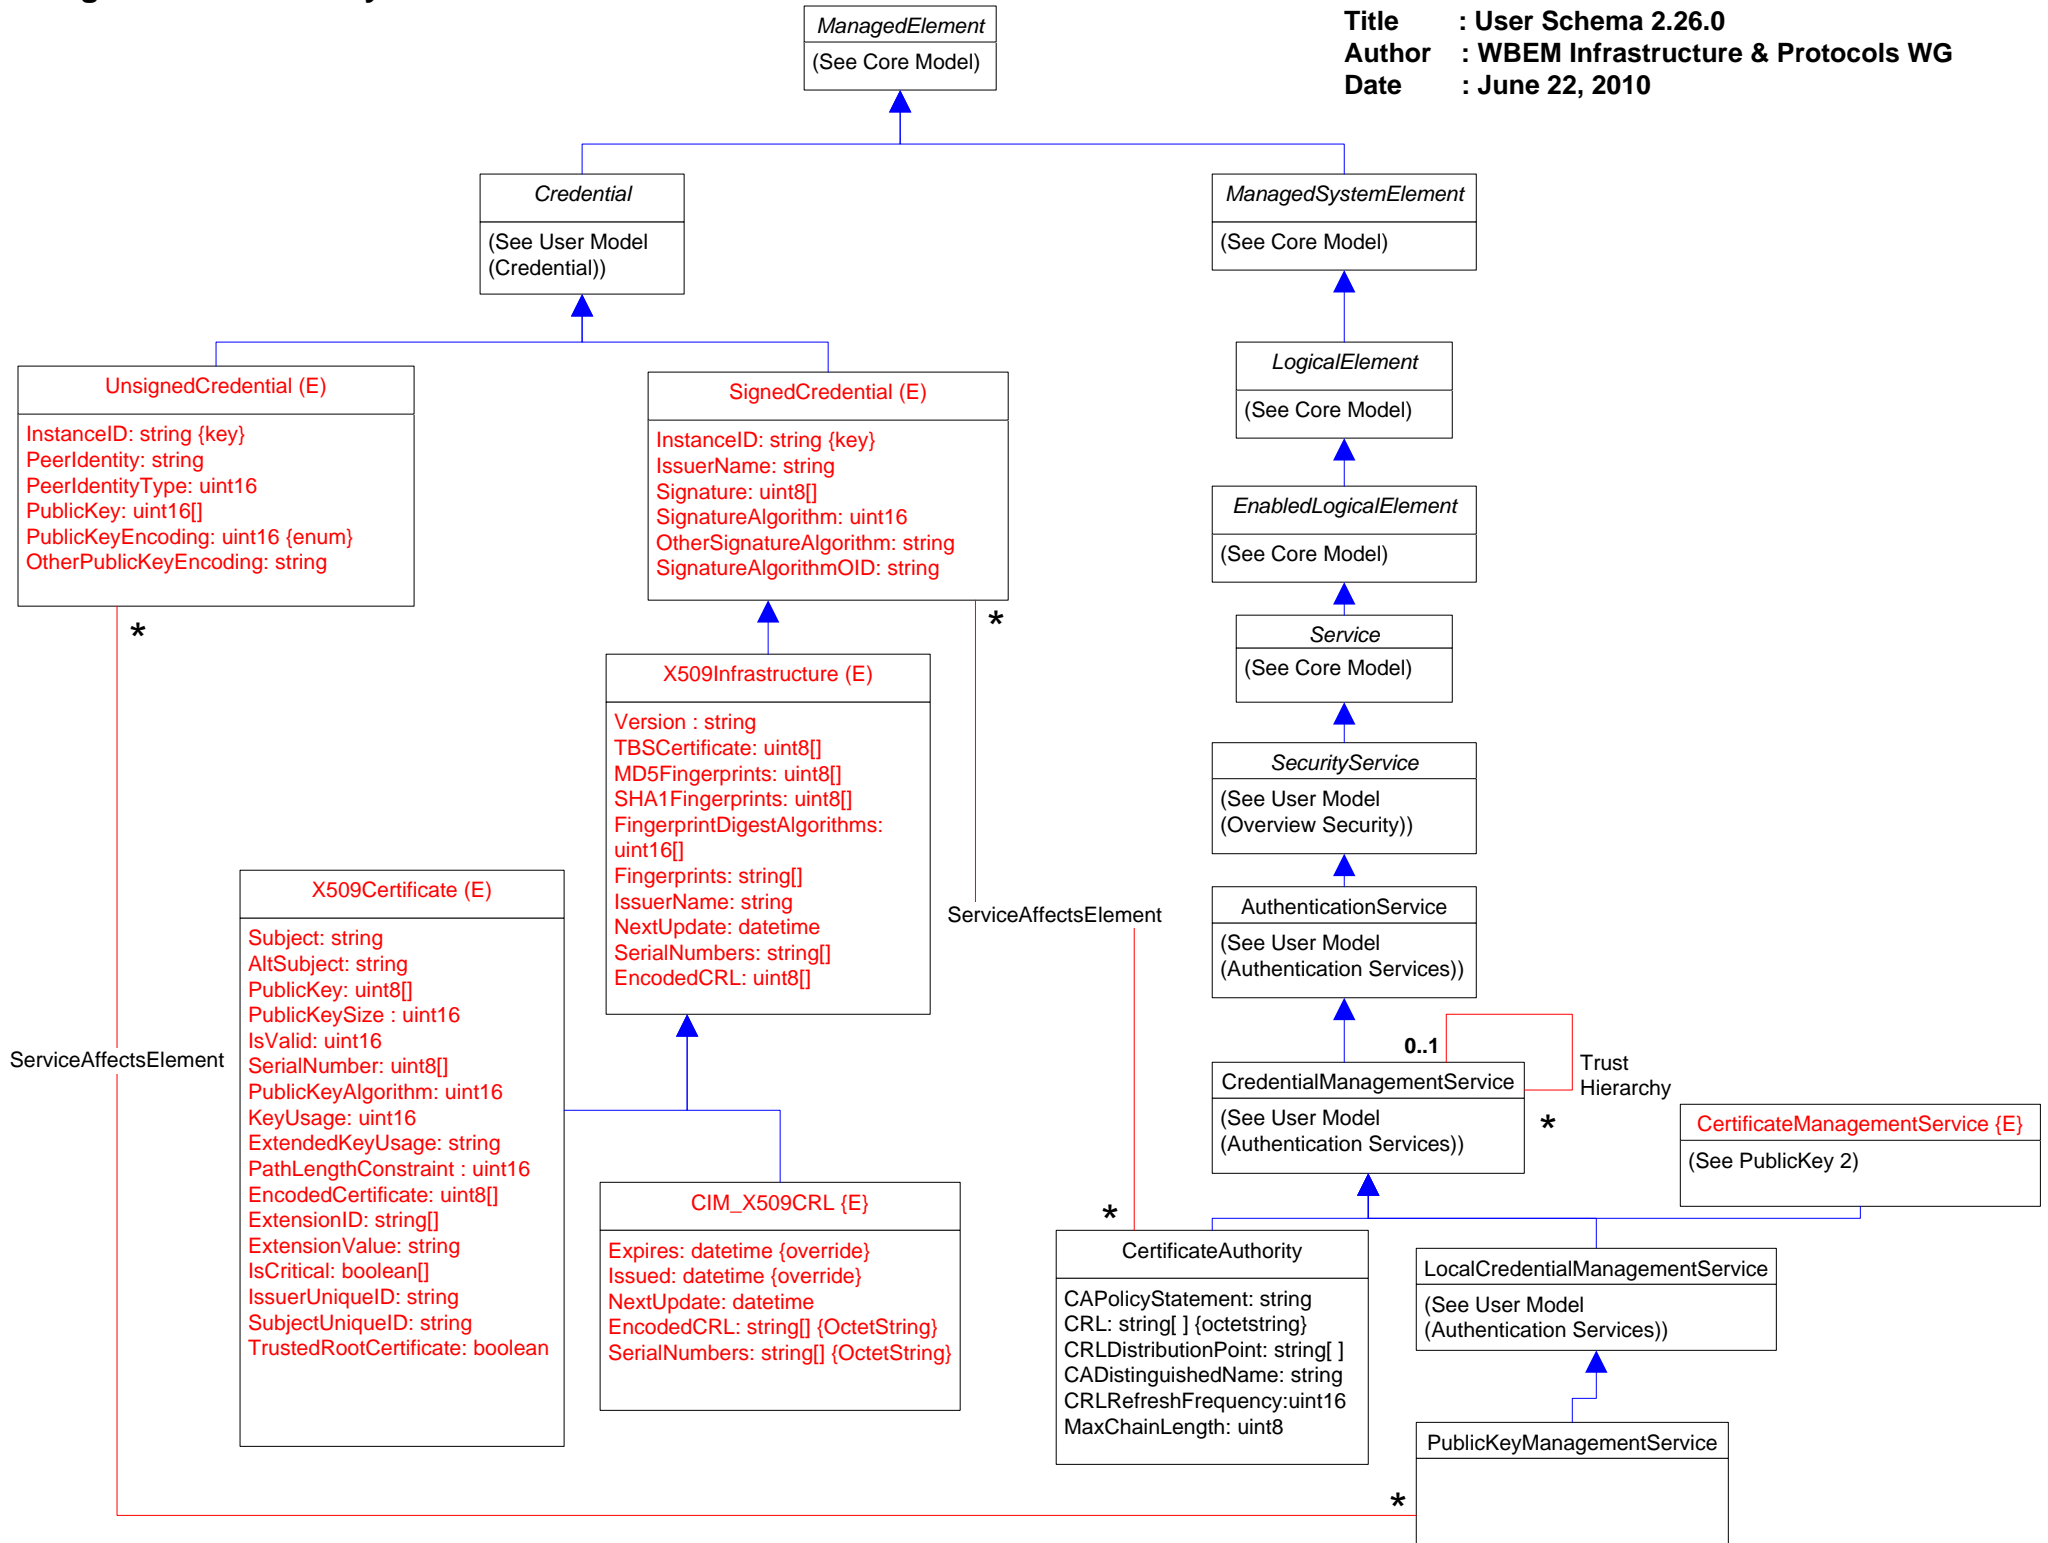 Title : User Schema 2.26.0
Author : WBEM Infrastructure & Protocols WG
Date : June 22, 2010
ManagedElement
(See Core Model)
Credential
(See User Model
(Credential))
ManagedSystemElement
(See Core Model)
LogicalElement
(See Core Model)
EnabledLogicalElement
(See Core Model)
Service
(See Core Model)
SecurityService
(See User Model
(Overview Security))
AuthenticationService
(See User Model
(Authentication Services))
UnsignedCredential (E)
InstanceID: string {key}
PeerIdentity: string
PeerIdentityType: uint16
PublicKey: uint16[]
PublicKeyEncoding: uint16 {enum}
OtherPublicKeyEncoding: string
*
SignedCredential (E)
InstanceID: string {key}
IssuerName: string
Signature: uint8[]
SignatureAlgorithm: uint16
OtherSignatureAlgorithm: string
SignatureAlgorithmOID: string
*
X509Infrastructure (E)
Version : string
TBSCertificate: uint8[]
MD5Fingerprints: uint8[]
SHA1Fingerprints: uint8[]
FingerprintDigestAlgorithms:
uint16[]
Fingerprints: string[]
IssuerName: string
NextUpdate: datetime
SerialNumbers: string[]
EncodedCRL: uint8[]
ServiceAffectsElement
X509Certificate (E)
Subject: string
AltSubject: string
PublicKey: uint8[]
PublicKeySize : uint16
IsValid: uint16
SerialNumber: uint8[]
PublicKeyAlgorithm: uint16
KeyUsage: uint16
ExtendedKeyUsage: string
PathLengthConstraint : uint16
EncodedCertificate: uint8[]
ExtensionID: string[]
ExtensionValue: string
IsCritical: boolean[]
IssuerUniqueID: string
SubjectUniqueID: string
TrustedRootCertificate: boolean
ServiceAffectsElement
CIM_X509CRL {E}
Expires: datetime {override}
Issued: datetime {override}
NextUpdate: datetime
EncodedCRL: string[] {OctetString}
SerialNumbers: string[] {OctetString}
0..1
Trust
Hierarchy
CredentialManagementService
(See User Model
(Authentication Services))
*
CertificateManagementService {E}
(See PublicKey 2)
*
CertificateAuthority
CAPolicyStatement: string
CRL: string[ ] {octetstring}
CRLDistributionPoint: string[ ]
CADistinguishedName: string
CRLRefreshFrequency:uint16
MaxChainLength: uint8
LocalCredentialManagementService
(See User Model
(Authentication Services))
PublicKeyManagementService
*